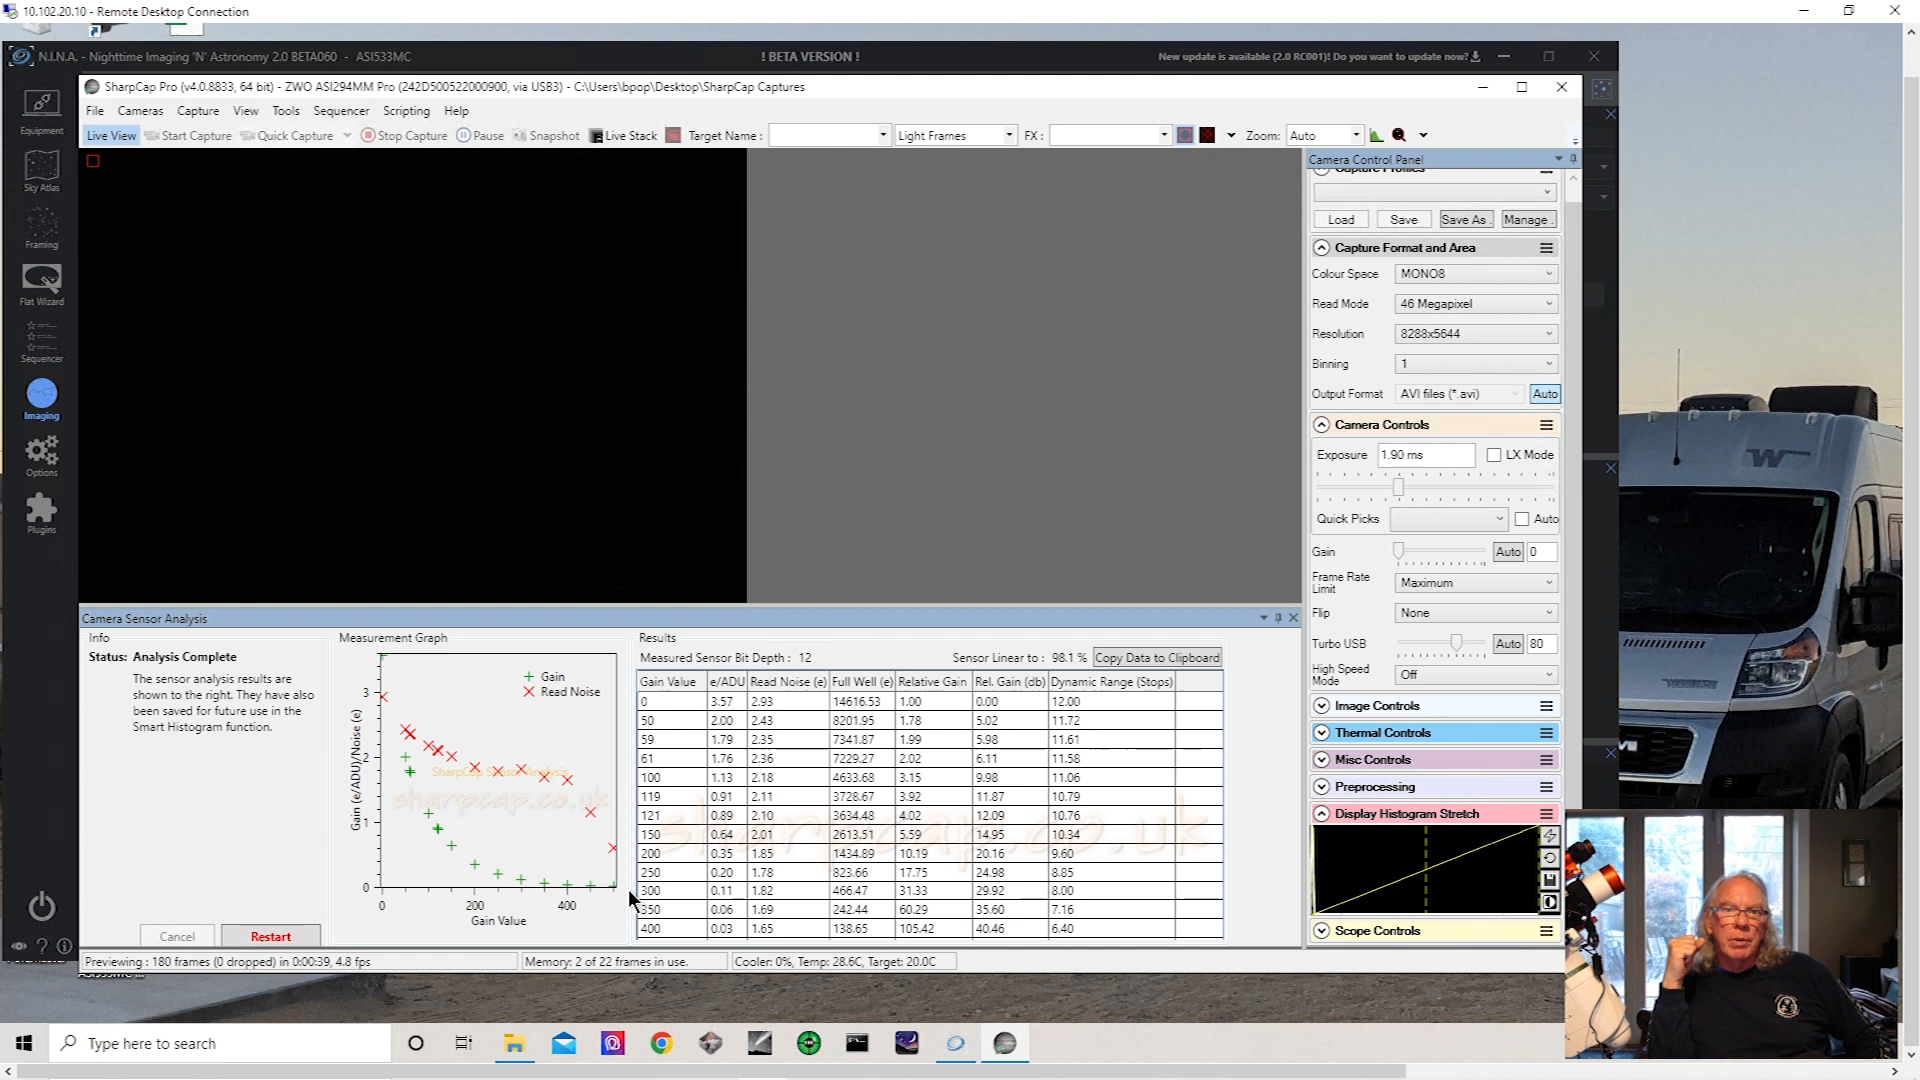 10.102.20.10 - Remote Desktop Connection
N.I.N.A. - Nighttime Imaging 'N' Astronomy 2.0 BETA060 - ASI533MC
! BETA VERSION !
New update is available (2.0 RC001)! Do you want to update now?
SharpCap Pro (v4.0.8833, 64 bit) - ZWO ASI294MM Pro (242D500522000900, via USB3) - C:\Users\bpop\Desktop\SharpCap Captures
File Cameras Capture View Tools Sequencer Scripting Help
Live View Start Capture Quick Capture Stop Capture Pause Snapshot Live Stack Target Name : Light Frames FX : Zoom: Auto
Equipment
Sky Atlas
Framing
Flat Wizard
Sequencer
Imaging
Options
Plugins
Camera Control Panel
Capture Profiles
Load Save Save As . Manage .
Capture Format and Area
Colour Space MONO8
Read Mode 46 Megapixel
Resolution 8288x5644
Binning 1
Output Format AVI files (*.avi) Auto
Camera Controls
Exposure 1.90 ms LX Mode
Quick Picks Auto
Gain Auto 0
Frame Rate Limit Maximum
Flip None
Turbo USB Auto 80
High Speed Mode Off
Image Controls
Thermal Controls
Misc Controls
Preprocessing
Display Histogram Stretch
Scope Controls
Camera Sensor Analysis
Info
Status: Analysis Complete
The sensor analysis results are
shown to the right. They have also
been saved for future use in the
Smart Histogram function.
Cancel Restart
Measurement Graph
Gain
Read Noise
Gain (e/ADU)/Noise (e)
3
2
1
0
0 200 400
Gain Value
SharpCap Sensor Analysis
sharpcap.co.uk
Results
Measured Sensor Bit Depth : 12 Sensor Linear to : 98.1 % Copy Data to Clipboard
Gain Value e/ADU Read Noise (e) Full Well (e) Relative Gain Rel. Gain (db) Dynamic Range (Stops)
0 3.57 2.93 14616.53 1.00 0.00 12.00
50 2.00 2.43 8201.95 1.78 5.02 11.72
59 1.79 2.35 7341.87 1.99 5.98 11.61
61 1.76 2.36 7229.27 2.02 6.11 11.58
100 1.13 2.18 4633.68 3.15 9.98 11.06
119 0.91 2.11 3728.67 3.92 11.87 10.79
121 0.89 2.10 3634.48 4.02 12.09 10.76
150 0.64 2.01 2613.51 5.59 14.95 10.34
200 0.35 1.85 1434.89 10.19 20.16 9.60
250 0.20 1.78 823.66 17.75 24.98 8.85
300 0.11 1.82 466.47 31.33 29.92 8.00
350 0.06 1.69 242.44 60.29 35.60 7.16
400 0.03 1.65 138.65 105.42 40.46 6.40
sharpcap.co.uk
Previewing : 180 frames (0 dropped) in 0:00:39, 4.8 fps Memory: 2 of 22 frames in use. Cooler: 0%, Temp: 28.6C, Target: 20.0C
Type here to search